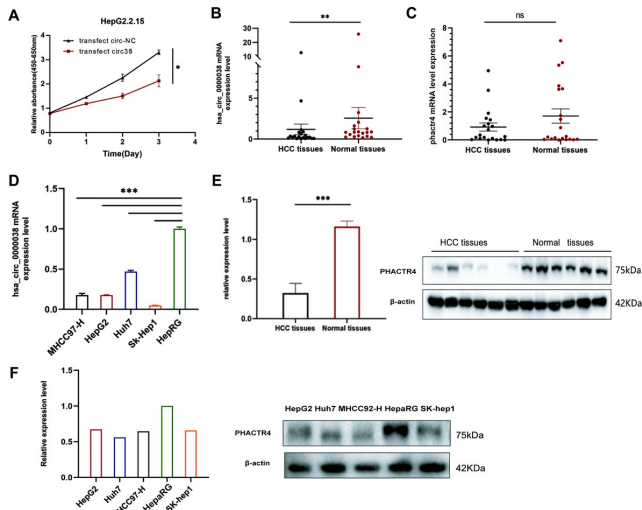 A
HepG2.2.15
Relative absorbance(450-650nm)
5
4
3
2
1
0
transfect circ-NC
transfect circ38
*
0 1 2 3 4
Time(Day)
B
hsa_circ_0000038 mRNA
expression level
30
20
10
5
0
**
HCC tissues Normal tissues
C
phactr4 mRNA level expression
8
6
4
2
0
ns
HCC tissues Normal tissues
D
hsa_circ_0000038 mRNA
expression level
1.5
1.0
0.5
0.0
***
MHCC97-H HepG2 Huh7 Sk-Hep1 HepRG
E
relative expression level
1.5
1.0
0.5
0.0
***
HCC tissues Normal tissues
HCC tissues Normal tissues
PHACTR4 75kDa
β-actin 42KDa
F
Relative expression level
1.5
1.0
0.5
0.0
HepG2 Huh7 MHCC97-H HepaRG SK-hep1
HepG2 Huh7 MHCC92-H HepaRG SK-hep1
PHACTR4 75kDa
β-actin 42KDa